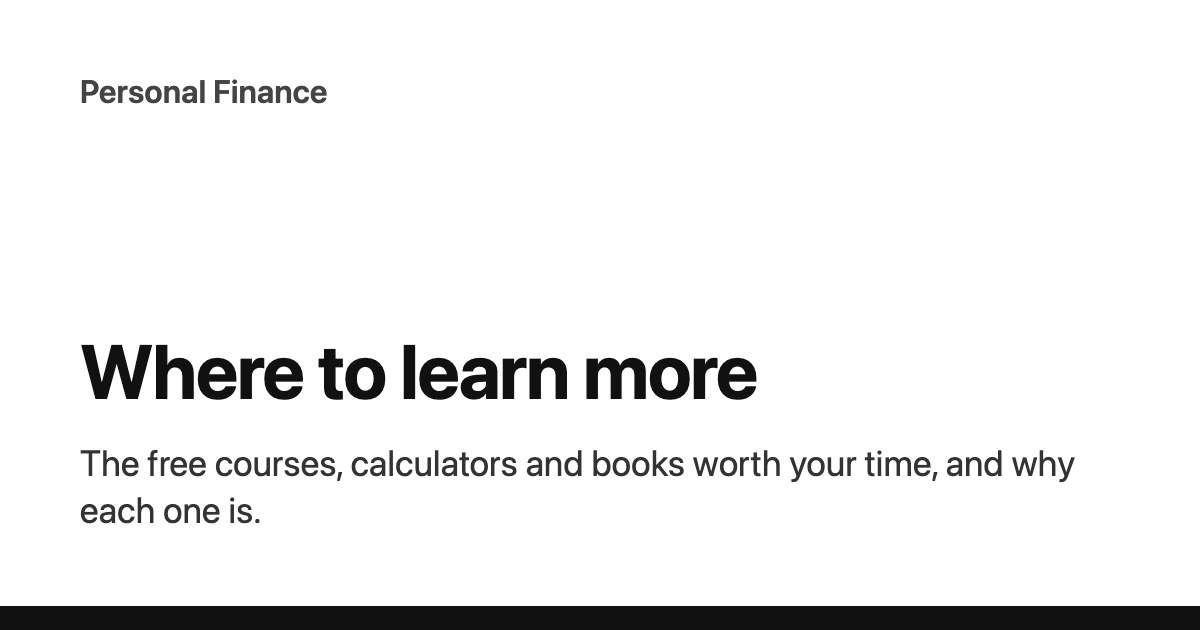 Personal Finance
Where to learn more
The free courses, calculators and books worth your time, and why
each one is.